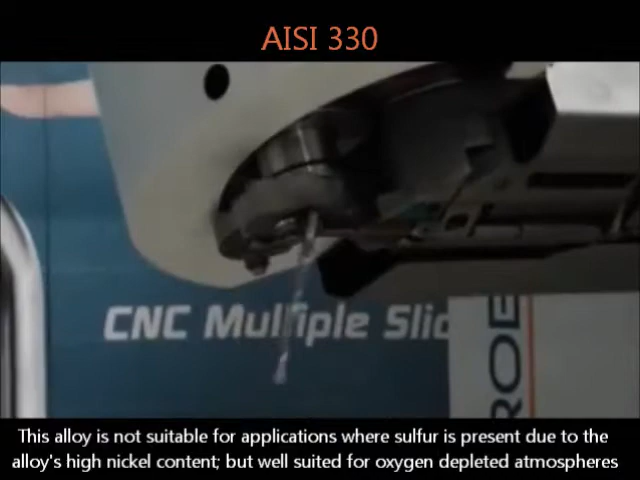 AISI 330
CNC Multiple Slid
ROE
This alloy is not suitable for applications where sulfur is present due to the
alloy's high nickel content; but well suited for oxygen depleted atmospheres